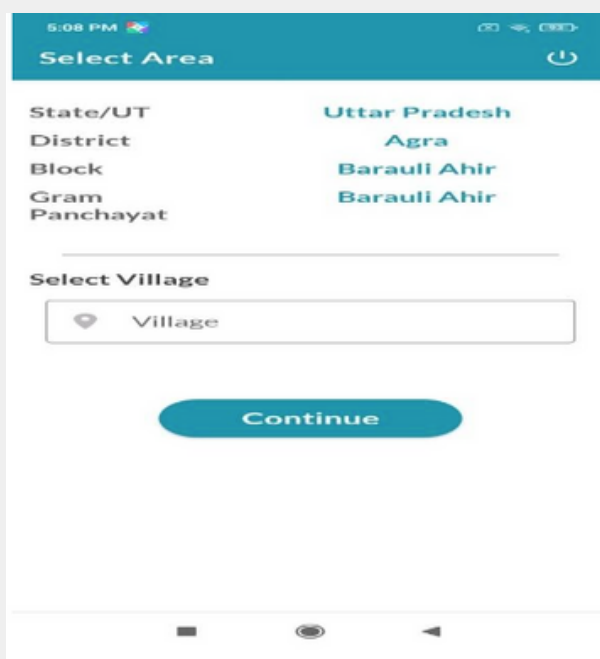 5:08 PM
Select Area
State/UT Uttar Pradesh
District Agra
Block Barauli Ahir
Gram Barauli Ahir
Panchayat
Select Village
Village
Continue